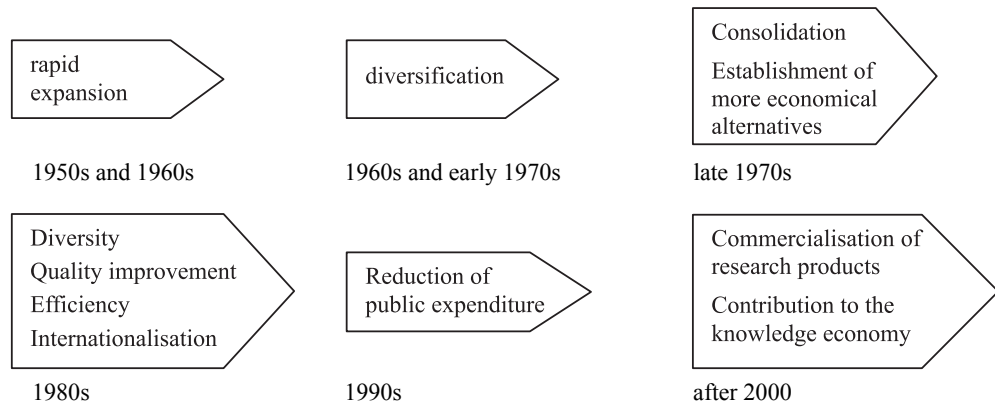 rapid
expansion
1950s and 1960s
diversification
1960s and early 1970s
Consolidation
Establishment of
more economical
alternatives
late 1970s
Diversity
Quality improvement
Efficiency
Internationalisation
1980s
Reduction of
public expenditure
1990s
Commercialisation of
research products
Contribution to the
knowledge economy
after 2000